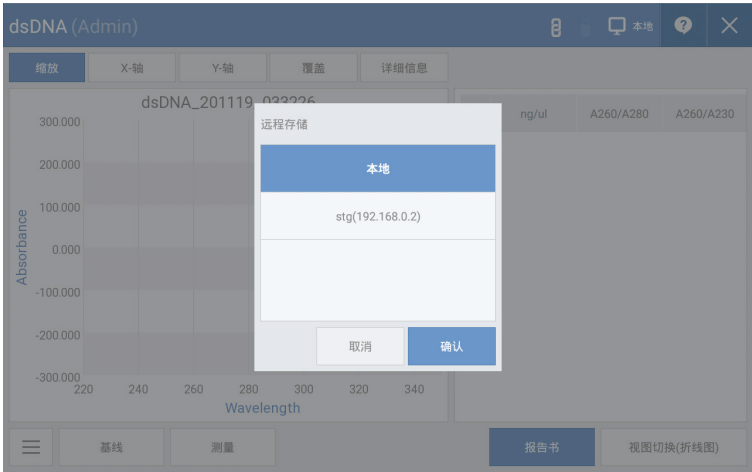 dsDNA (Admin)
本地
缩放
X-轴
Y-轴
覆盖
详细信息
dsDNA_201119_033226
ng/ul
A260/A280
A260/A230
300.000
200.000
100.000
0.000
-100.000
-200.000
-300.000
Absorbance
220
240
260
280
300
320
340
Wavelength
远程存储
本地
stg(192.168.0.2)
取消
确认
基线
测量
报告书
视图切换(折线图)